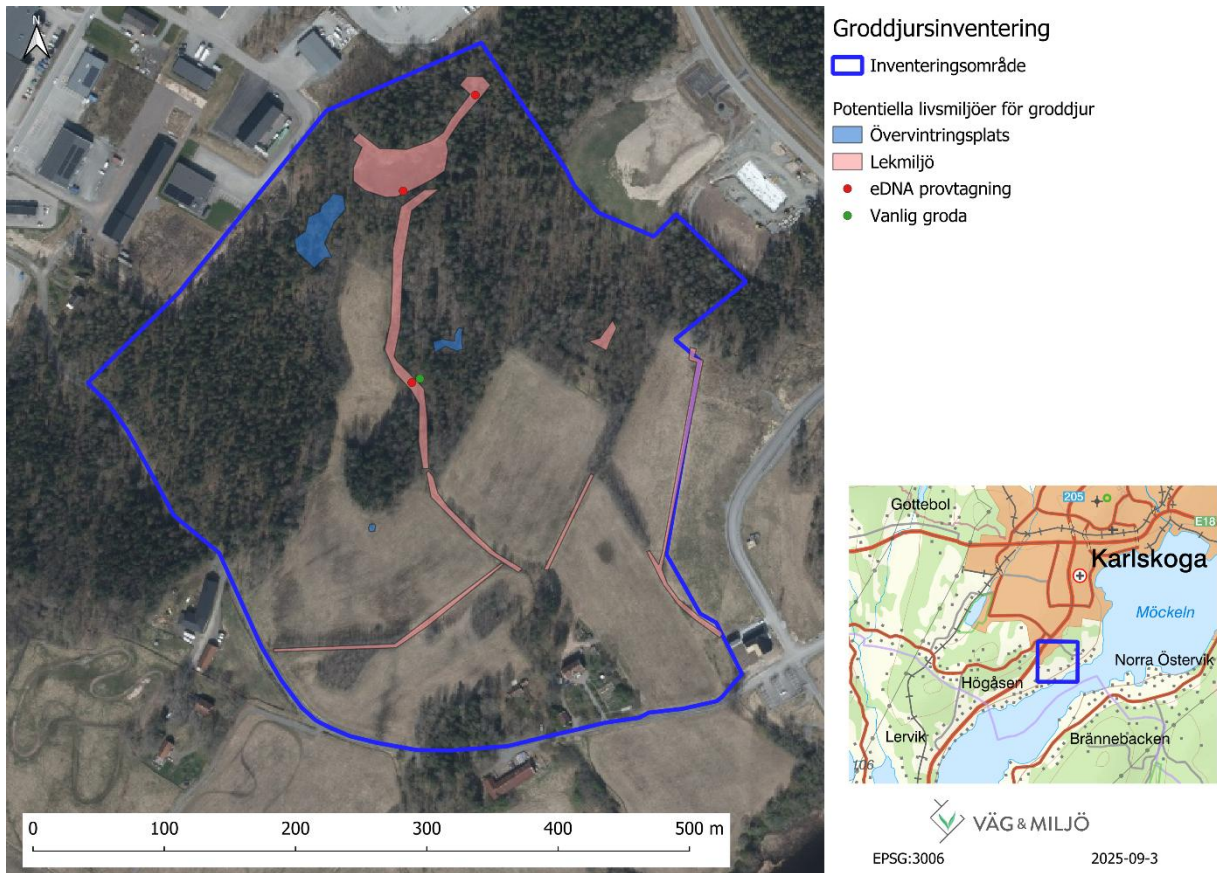 N
Groddjursinventering
Inventeringsområde
Potentiella livsmiljöer för groddjur
Övervintringsplats
Lekmiljö
eDNA provtagning
Vanlig groda
0 100 200 300 400 500 m
Gottebol
205
E18
Karlskoga
Möckeln
Norra Östervik
Högåsen
Lervik
Brännebacken
106
VÄG & MILJÖ
EPSG:3006 2025-09-3